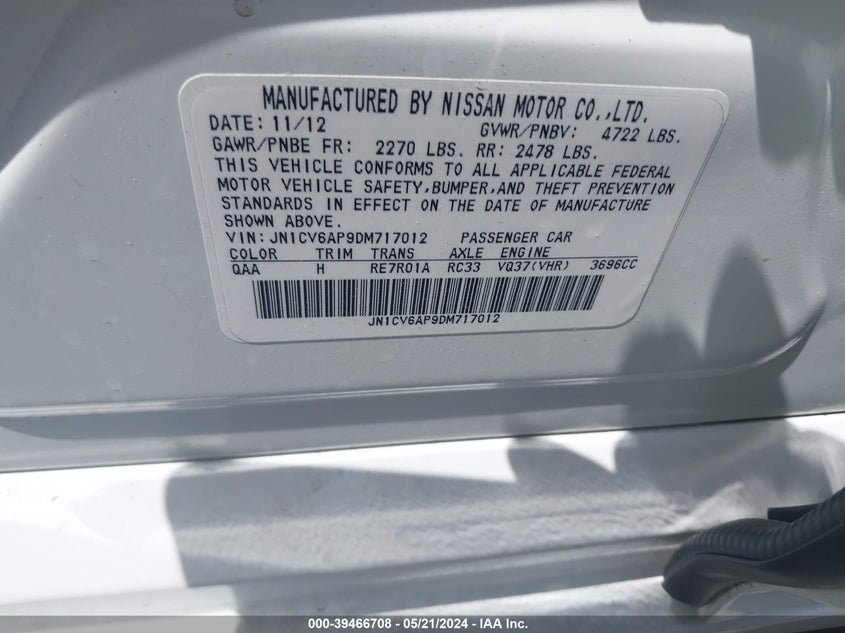 MANUFACTURED BY NISSAN MOTOR CO.,LTD.
DATE: 11/12 GVWR/PNBV: 4722 LBS.
GAWR/PNBE FR: 2270 LBS. RR: 2478 LBS.
THIS VEHICLE CONFORMS TO ALL APPLICABLE FEDERAL
MOTOR VEHICLE SAFETY,BUMPER,AND THEFT PREVENTION
STANDARDS IN EFFECT ON THE DATE OF MANUFACTURE
SHOWN ABOVE.
VIN: JN1CV6AP9DM717012 PASSENGER CAR
COLOR TRIM TRANS AXLE ENGINE
QAA H RE7R01A RC33 VQ37(VHR) 3696CC
JN1CV6AP9DM717012
000-39466708 - 05/21/2024 - IAA Inc.